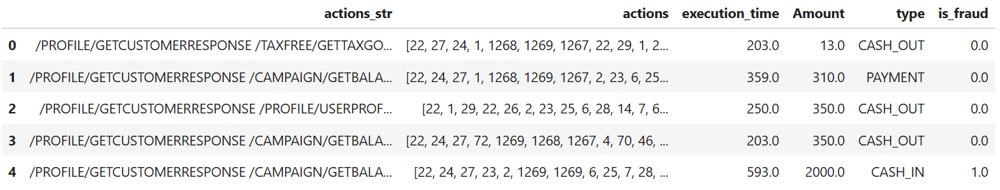 actions_str actions execution_time Amount type is_fraud
0 /PROFILE/GETCUSTOMERRESPONSE /TAXFREE/GETTAXGO... [22, 27, 24, 1, 1268, 1269, 1267, 22, 29, 1, 2... 203.0 13.0 CASH_OUT 0.0
1 /PROFILE/GETCUSTOMERRESPONSE /CAMPAIGN/GETBALA... [22, 24, 27, 1, 1268, 1269, 1267, 2, 23, 6, 25... 359.0 310.0 PAYMENT 0.0
2 /PROFILE/GETCUSTOMERRESPONSE /PROFILE/USERPROF... [22, 1, 29, 22, 26, 2, 23, 25, 6, 28, 14, 7, 6... 250.0 350.0 CASH_OUT 0.0
3 /PROFILE/GETCUSTOMERRESPONSE /CAMPAIGN/GETBALA... [22, 24, 27, 72, 1269, 1268, 1267, 4, 70, 46, ... 203.0 350.0 CASH_OUT 0.0
4 /PROFILE/GETCUSTOMERRESPONSE /CAMPAIGN/GETBALA... [22, 24, 27, 23, 2, 1269, 1269, 6, 25, 7, 28, ... 593.0 2000.0 CASH_IN 1.0